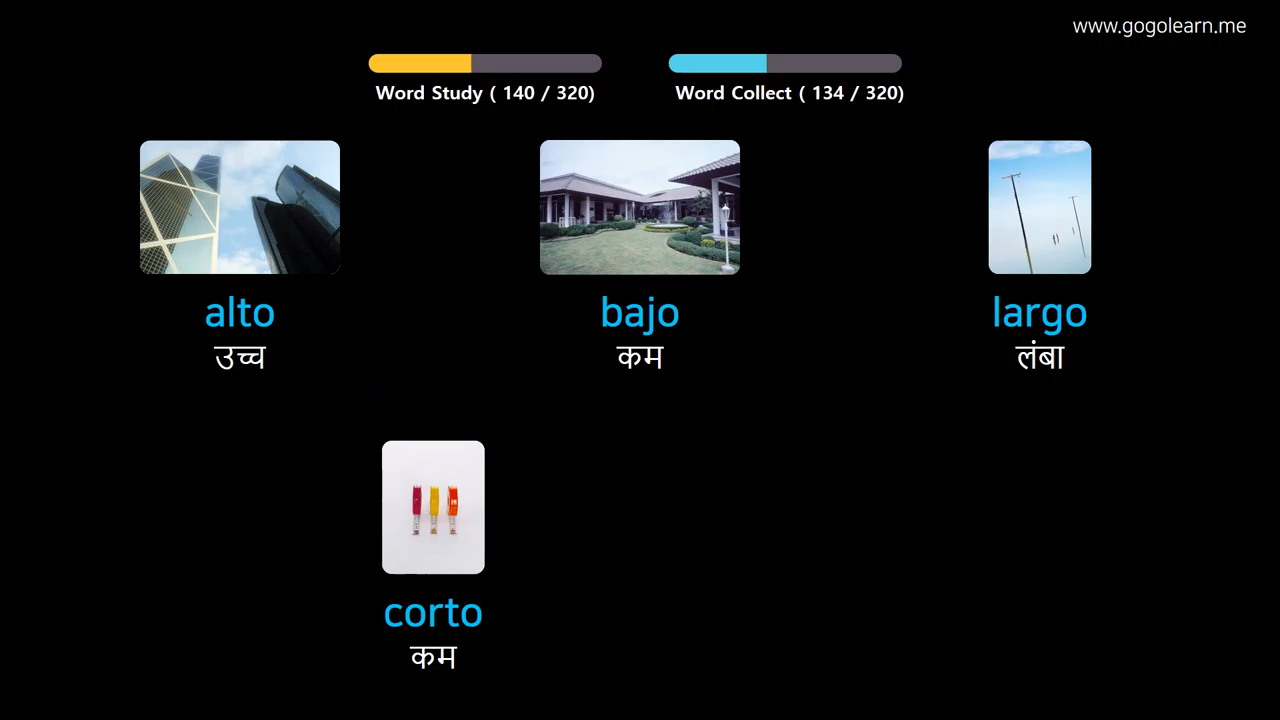 www.gogolearn.me
Word Study ( 140 / 320)
Word Collect ( 134 / 320)
alto
उच्च
bajo
कम
largo
लंबा
corto
कम